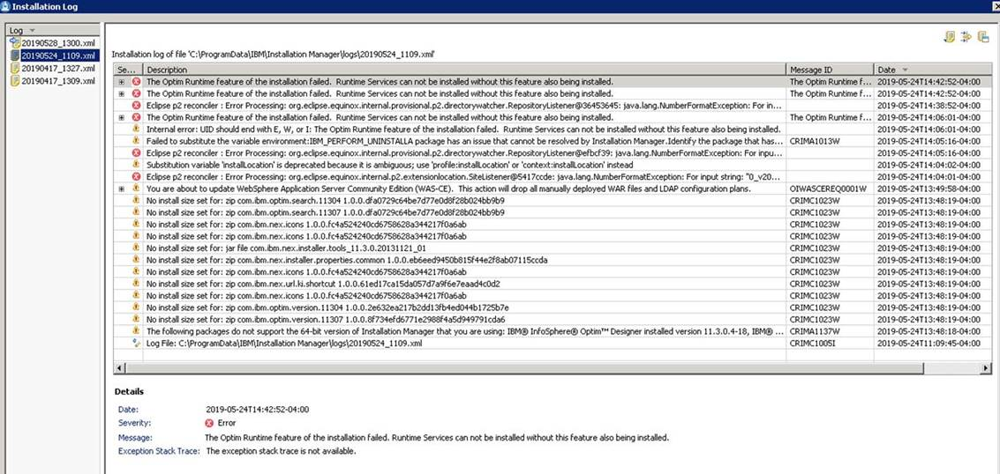 Installation Log
Log
20190528_1300.xml
20190524_1109.xml
20190417_1327.xml
20190417_1309.xml
Installation log of file 'C:\ProgramData\IBM\Installation Manager\logs\20190524_1109.xml'
Se... Description Message ID Date
The Optim Runtime feature of the installation failed. Runtime Services can not be installed without this feature also being installed. The Optim Runtime f... 2019-05-24T14:42:52-04:00
The Optim Runtime feature of the installation failed. Runtime Services can not be installed without this feature also being installed. The Optim Runtime f... 2019-05-24T14:42:52-04:00
Eclipse p2 reconciler : Error Processing: org.eclipse.equinox.internal.provisional.p2.directorywatcher.RepositoryListener@36453645: java.lang.NumberFormatException: For in... 2019-05-24T14:38:52-04:00
The Optim Runtime feature of the installation failed. Runtime Services can not be installed without this feature also being installed. The Optim Runtime f... 2019-05-24T14:06:01-04:00
Internal error: UID should end with E, W, or I: The Optim Runtime feature of the installation failed. Runtime Services can not be installed without this feature also being installed. 2019-05-24T14:06:01-04:00
Failed to substitute the variable environment:IBM_PERFORM_UNINSTALLA package has an issue that cannot be resolved by Installation Manager.Identify the package that has... CRIMA1013W 2019-05-24T14:05:16-04:00
Eclipse p2 reconciler : Error Processing: org.eclipse.equinox.internal.provisional.p2.directorywatcher.RepositoryListener@efbcf39: java.lang.NumberFormatException: For inpu... 2019-05-24T14:05:14-04:00
Substitution variable 'installLocation' is deprecated because it is ambiguous; use 'profile:installLocation' or 'context:installLocation' instead 2019-05-24T14:04:02-04:00
Eclipse p2 reconciler : Error Processing: org.eclipse.equinox.internal.p2.extensionlocation.SiteListener@5417ccde: java.lang.NumberFormatException: For input string: "0_v20... 2019-05-24T14:04:01-04:00
You are about to update WebSphere Application Server Community Edition (WAS-CE). This action will drop all manually deployed WAR files and LDAP configuration plans. OIWASCEREQ0001W 2019-05-24T13:49:58-04:00
No install size set for: zip com.ibm.optim.search.11304 1.0.0.dfa0729c64be7d77e0d8f28b024bb9b9 CRIMC1023W 2019-05-24T13:48:19-04:00
No install size set for: zip com.ibm.optim.search.11307 1.0.0.dfa0729c64be7d77e0d8f28b024bb9b9 CRIMC1023W 2019-05-24T13:48:19-04:00
No install size set for: zip com.ibm.nex.icons 1.0.0.fc4a524240cd6758628a344217f0a6ab CRIMC1023W 2019-05-24T13:48:19-04:00
No install size set for: zip com.ibm.nex.icons 1.0.0.fc4a524240cd6758628a344217f0a6ab CRIMC1023W 2019-05-24T13:48:19-04:00
No install size set for: jar file com.ibm.nex.installer.tools_11.3.0.20131121_01 CRIMC1023W 2019-05-24T13:48:19-04:00
No install size set for: zip com.ibm.nex.installer.properties.common 1.0.0.eb6eed9450b815f44e2f8ab07115ccda CRIMC1023W 2019-05-24T13:48:19-04:00
No install size set for: zip com.ibm.nex.icons 1.0.0.fc4a524240cd6758628a344217f0a6ab CRIMC1023W 2019-05-24T13:48:19-04:00
No install size set for: zip com.ibm.nex.url.ki.shortcut 1.0.0.61ed17ca15da057d7a9f6e7eaad4c0d2 CRIMC1023W 2019-05-24T13:48:19-04:00
No install size set for: zip com.ibm.nex.icons 1.0.0.fc4a524240cd6758628a344217f0a6ab CRIMC1023W 2019-05-24T13:48:19-04:00
No install size set for: zip com.ibm.optim.version.11304 1.0.0.2e632ea217b2dd13fb4ed044b1725b7e CRIMC1023W 2019-05-24T13:48:19-04:00
No install size set for: zip com.ibm.optim.version.11307 1.0.0.8f734efd6771e2988f4a5d949791cda6 CRIMC1023W 2019-05-24T13:48:19-04:00
The following packages do not support the 64-bit version of Installation Manager that you are using: IBM® InfoSphere® Optim™ Designer installed version 11.3.0.4-18, IBM® ... CRIMA1137W 2019-05-24T13:48:18-04:00
Log File: C:\ProgramData\IBM\Installation Manager\logs\20190524_1109.xml CRIMC1005I 2019-05-24T11:09:45-04:00
Details
Date: 2019-05-24T14:42:52-04:00
Severity: Error
Message: The Optim Runtime feature of the installation failed. Runtime Services can not be installed without this feature also being installed.
Exception Stack Trace: The exception stack trace is not available.